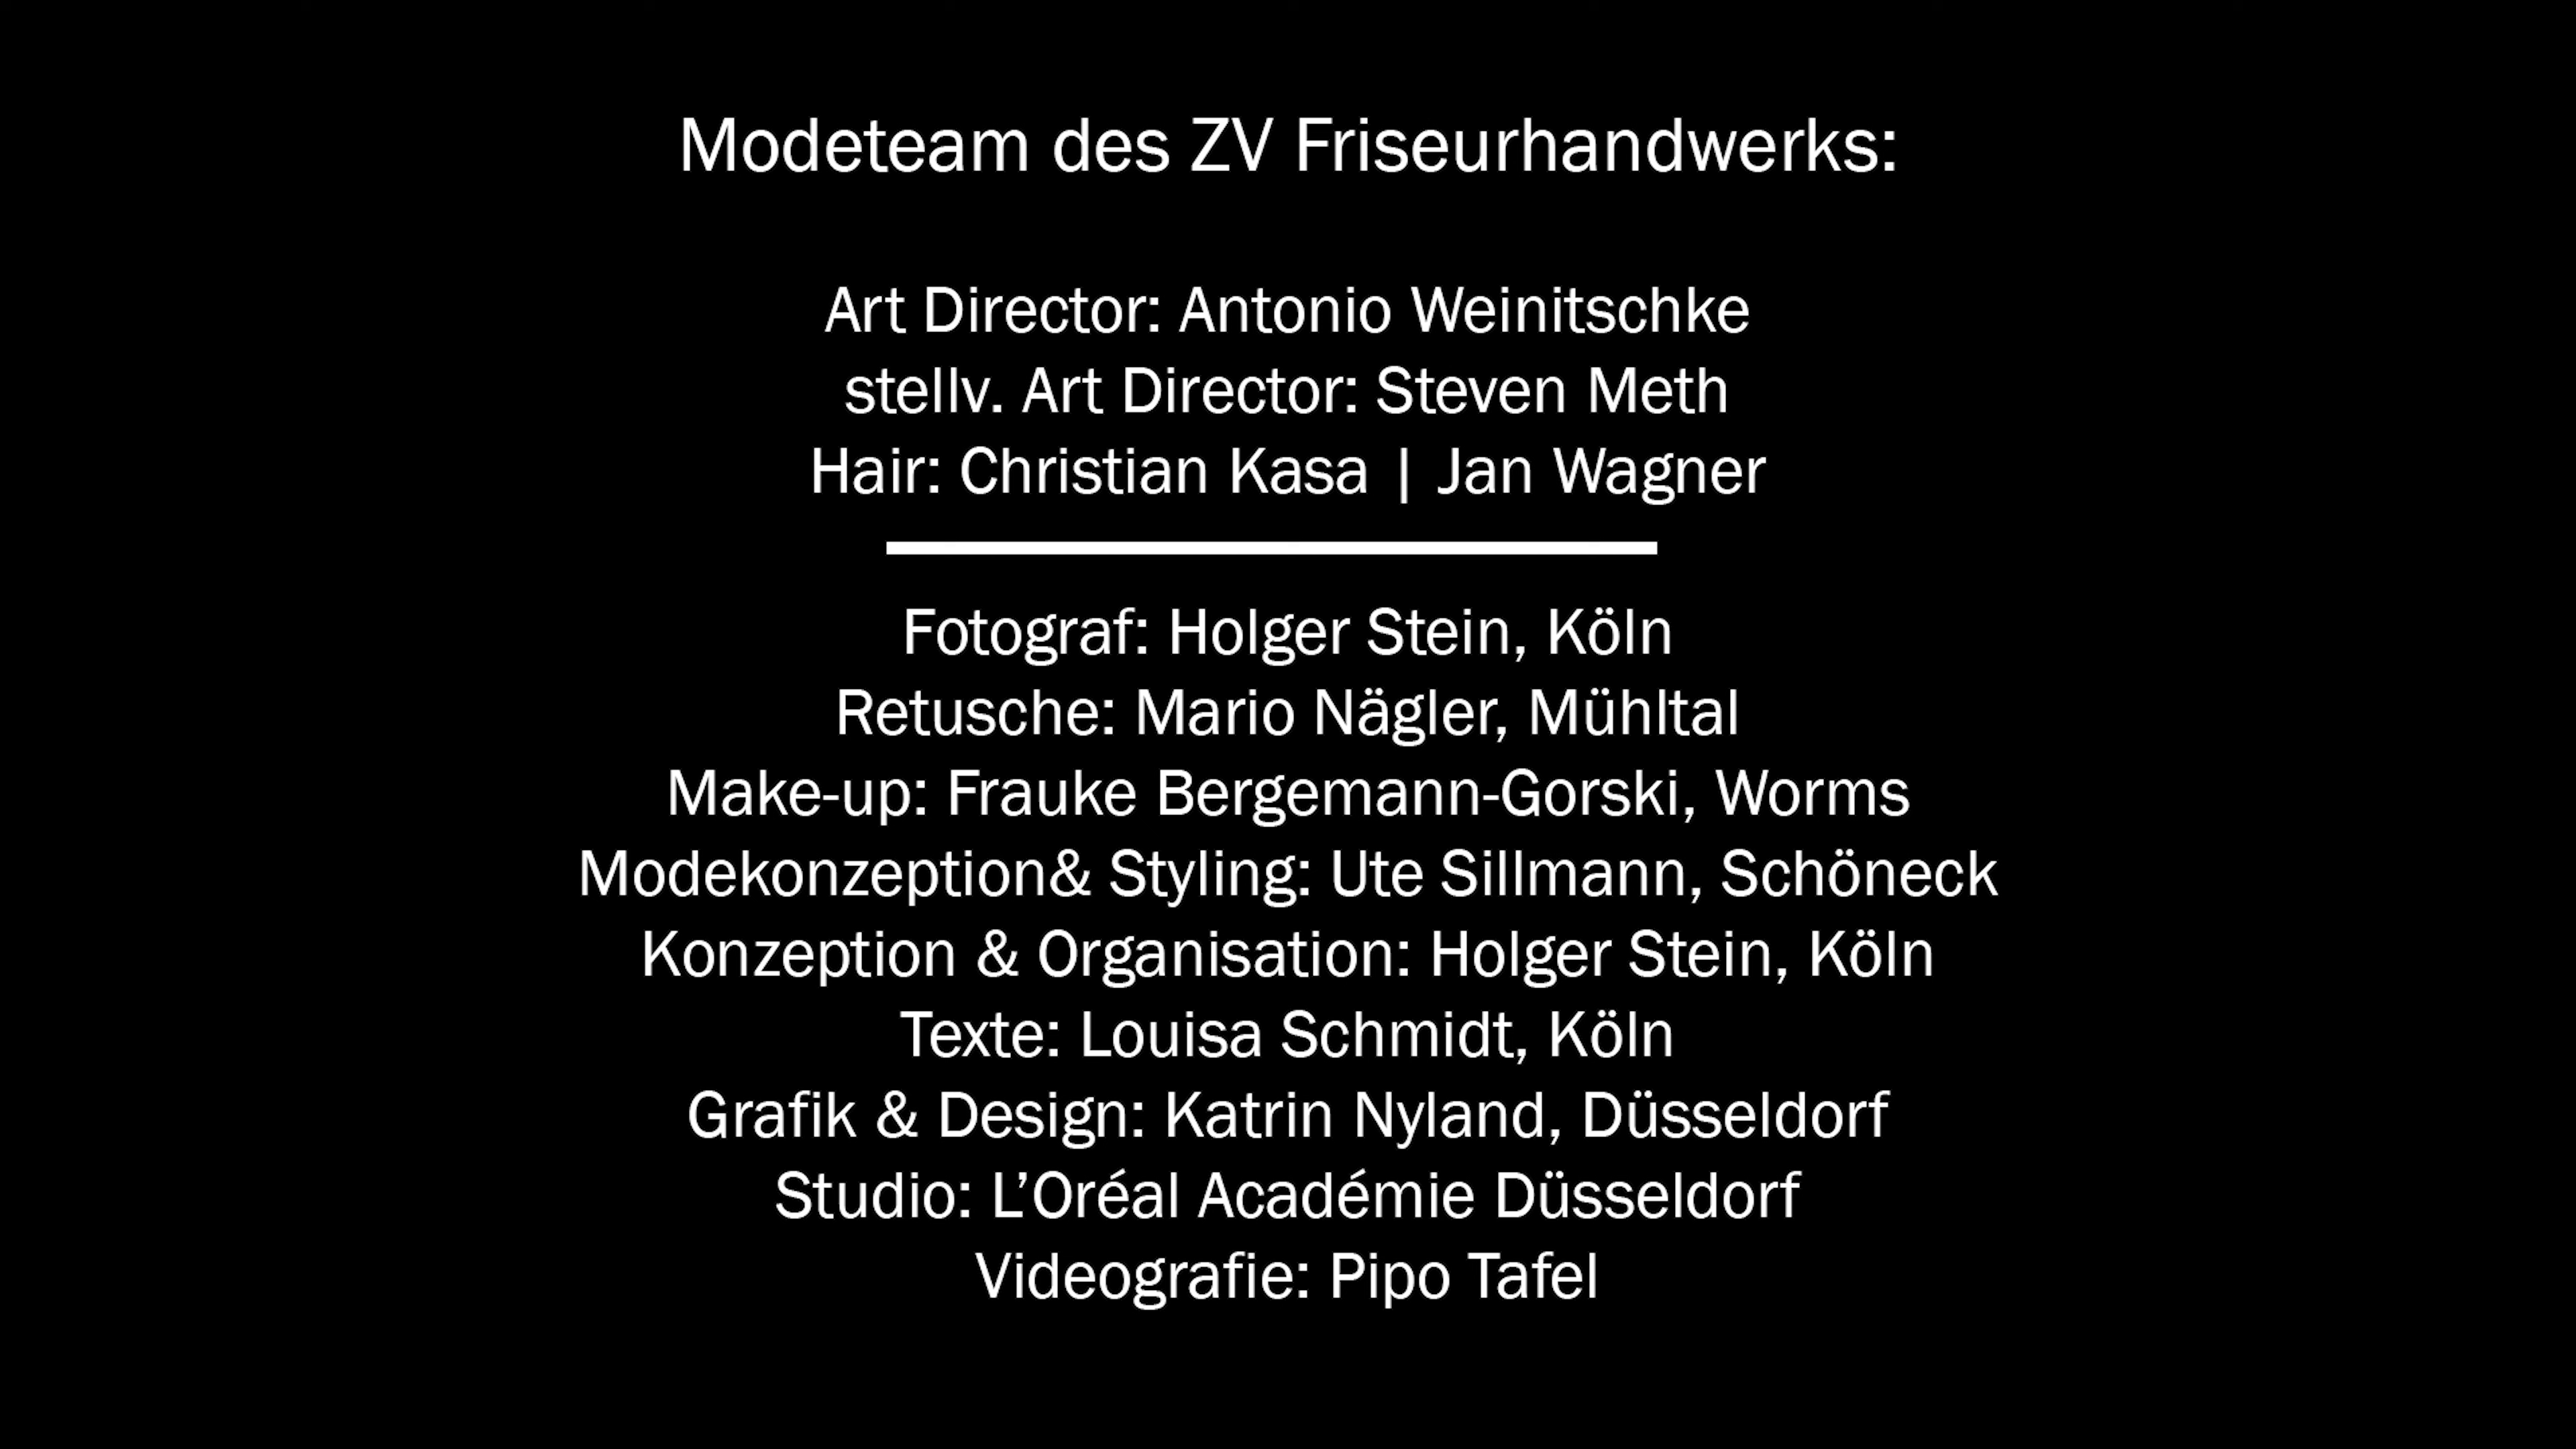 Modeteam des ZV Friseurhandwerks:
Art Director: Antonio Weinitschke
stellv. Art Director: Steven Meth
Hair: Christian Kasa | Jan Wagner
Fotograf: Holger Stein, Köln
Retusche: Mario Nägler, Mühltal
Make-up: Frauke Bergemann-Gorski, Worms
Modekonzeption& Styling: Ute Sillmann, Schöneck
Konzeption & Organisation: Holger Stein, Köln
Texte: Louisa Schmidt, Köln
Grafik & Design: Katrin Nyland, Düsseldorf
Studio: L’Oréal Académie Düsseldorf
Videografie: Pipo Tafel